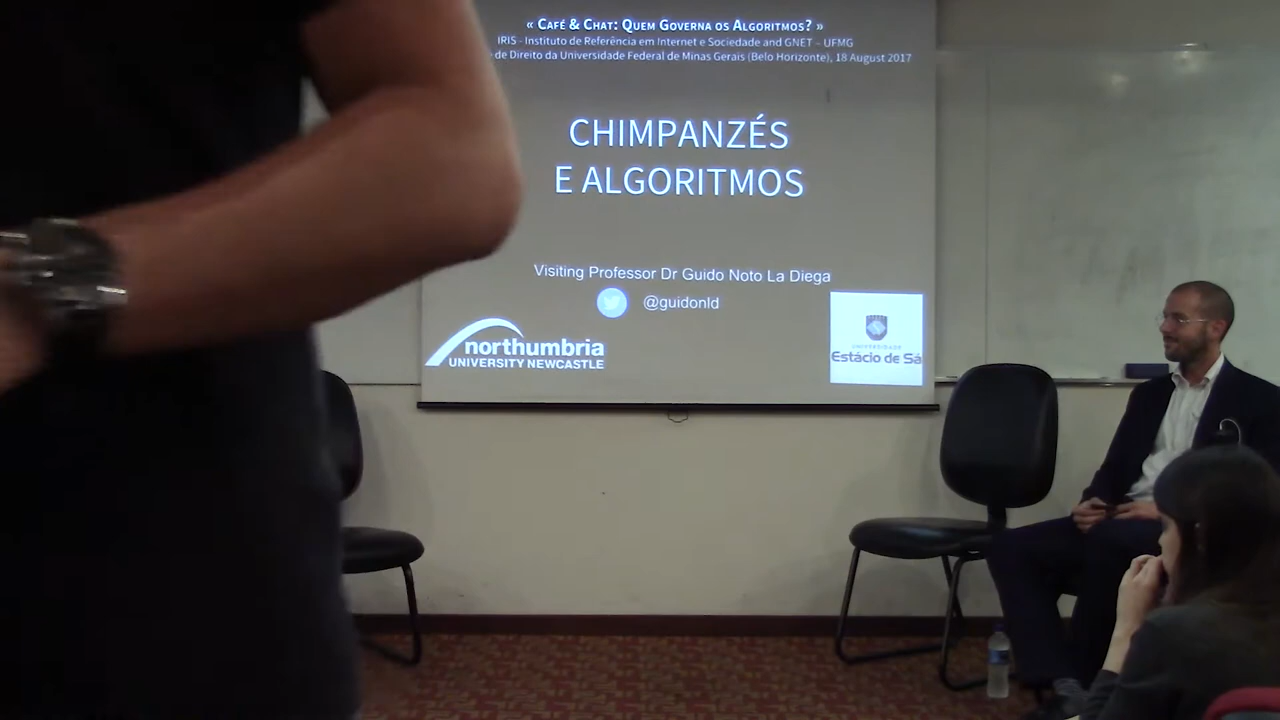 « Café & Chat: Quem Governa os Algoritmos? »
IRIS - Instituto de Referência em Internet e Sociedade and GNET – UFMG
de Direito da Universidade Federal de Minas Gerais (Belo Horizonte), 18 August 2017
CHIMPANZÉS
E ALGORITMOS
Visiting Professor Dr Guido Noto La Diega
@guidonld
northumbria
UNIVERSITY NEWCASTLE
UNIVERSIDADE
Estácio de Sá